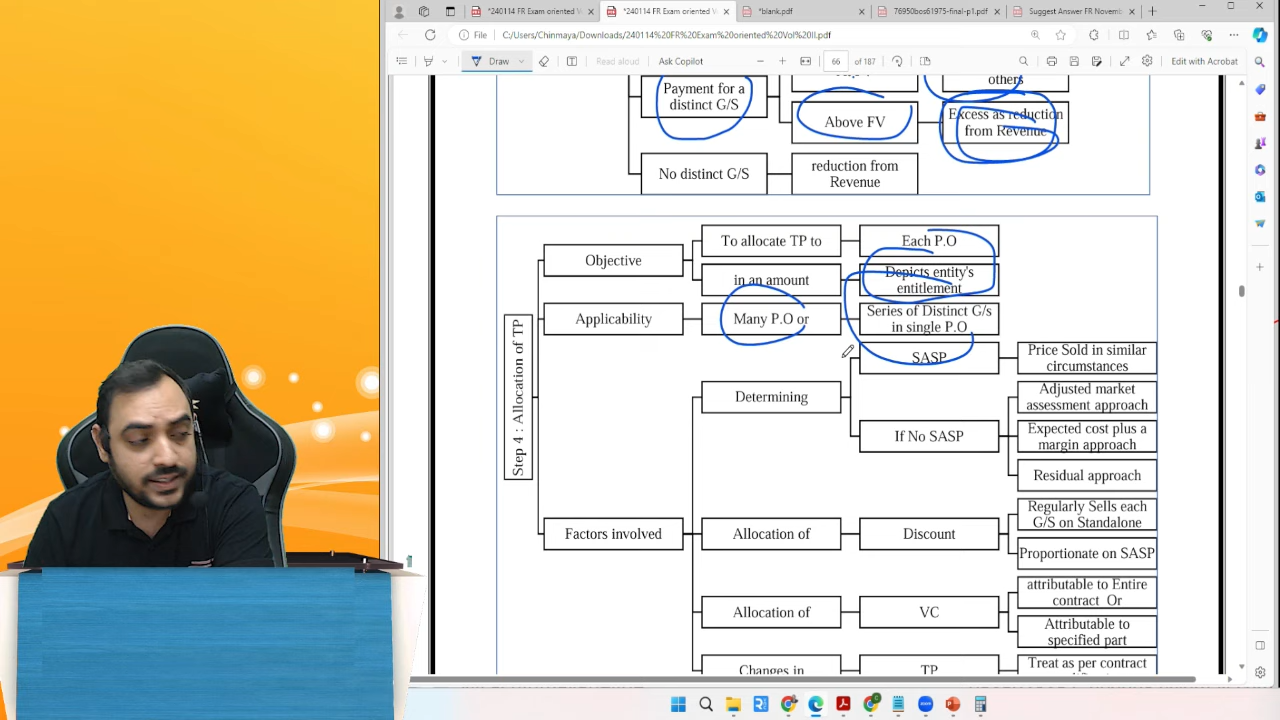 *240114 FR Exam oriented V
*240114 FR Exam oriented V
*blank.pdf
76950bos61975-final-p1.pdf
Suggest Answer FR Novemb
File
C:/Users/Chinmaya/Downloads/240114%20FR%20Exam%20oriented%20Vol%20II.pdf
Draw
Read aloud
Ask Copilot
66
of 187
Edit with Acrobat
others
Payment for a
distinct G/S
Above FV
Excess as reduction
from Revenue
No distinct G/S
reduction from
Revenue
Step 4 : Allocation of TP
Objective
To allocate TP to
Each P.O
in an amount
Depicts entity's
entitlement
Applicability
Many P.O or
Series of Distinct G/s
in single P.O
Factors involved
Determining
SASP
Price Sold in similar
circumstances
If No SASP
Adjusted market
assessment approach
Expected cost plus a
margin approach
Residual approach
Allocation of
Discount
Regularly Sells each
G/S on Standalone
Proportionate on SASP
Allocation of
VC
attributable to Entire
contract Or
Attributable to
specified part
Changes in
TP
Treat as per contract